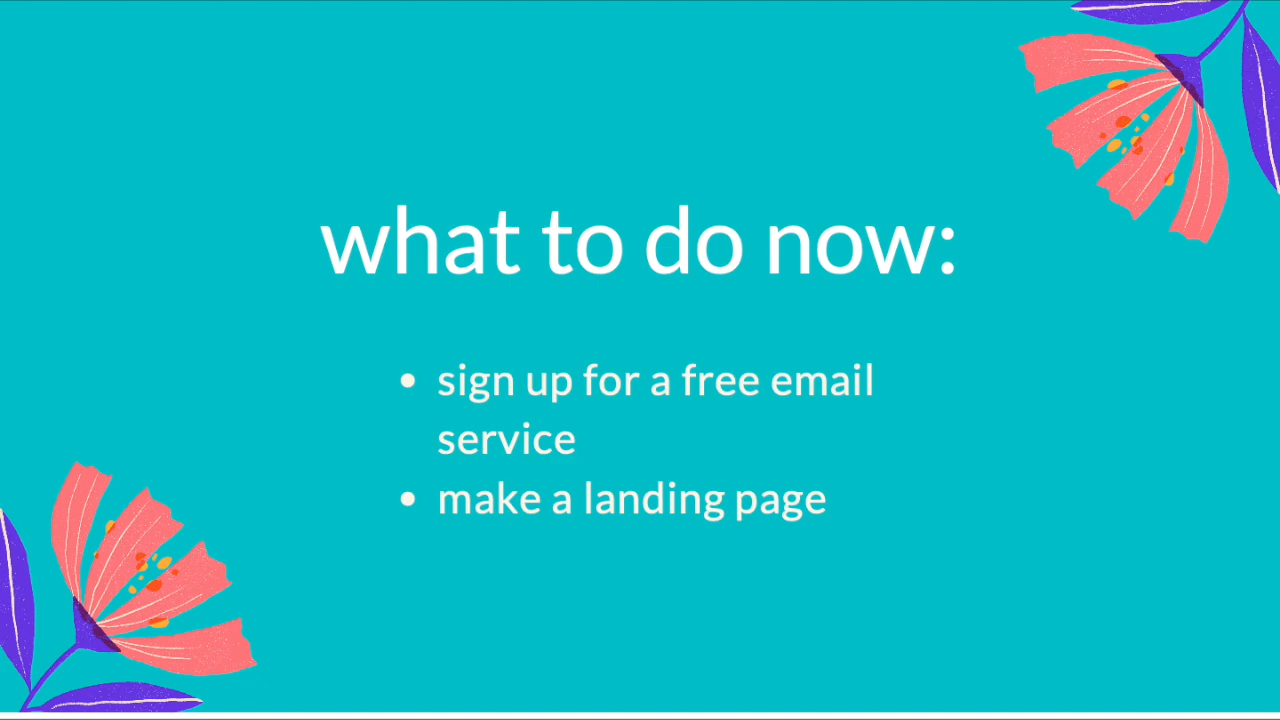 what to do now:
• sign up for a free email
service
• make a landing page